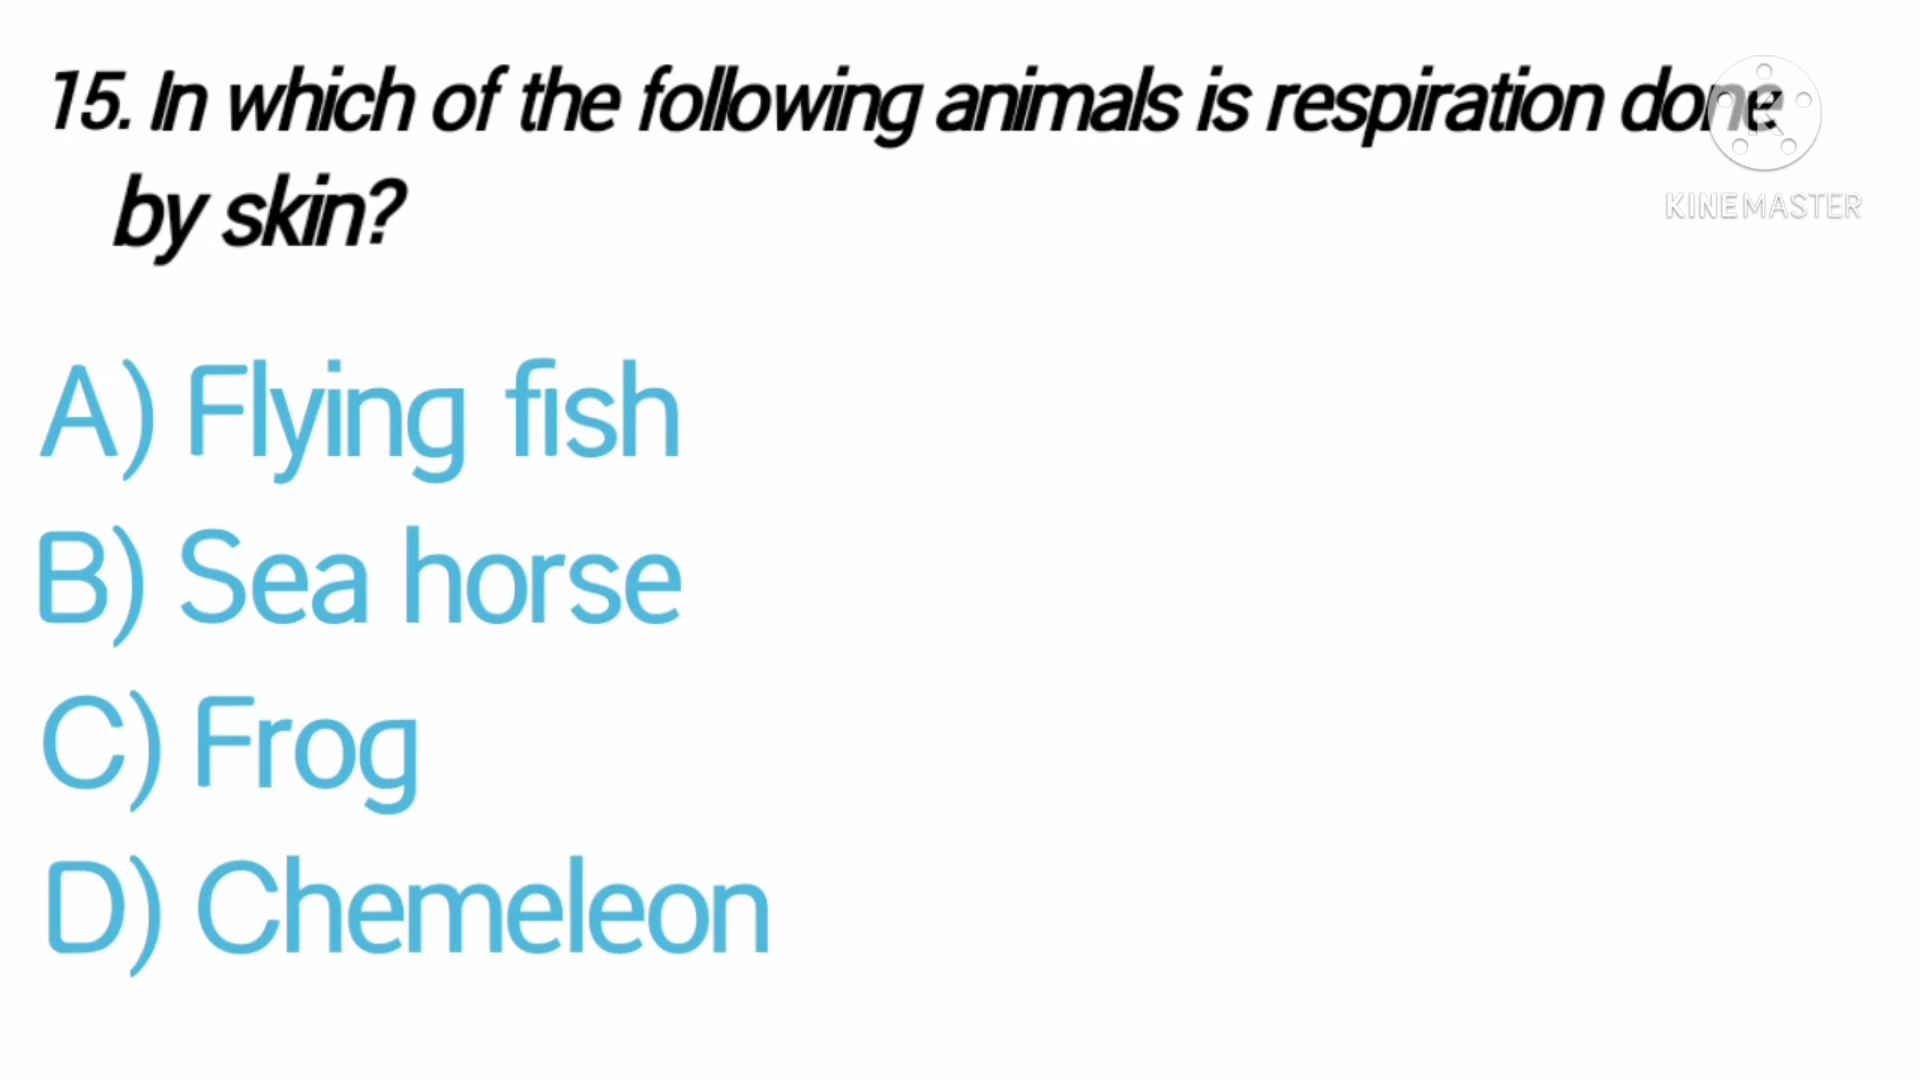 15. In which of the following animals is respiration done
by skin?
KINEMASTER
A) Flying fish
B) Sea horse
C) Frog
D) Chemeleon